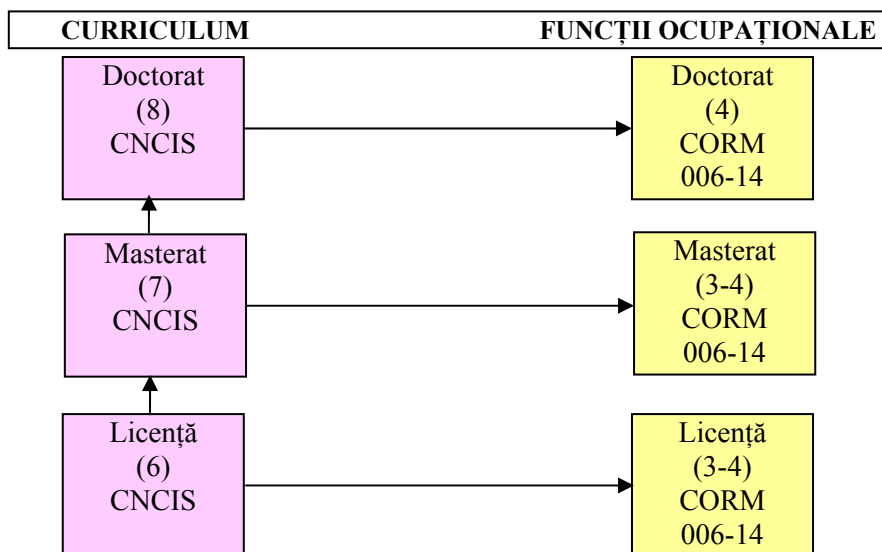 CURRICULUM FUNCȚII OCUPAȚIONALE
Doctorat
(8)
CNCIS
Doctorat
(4)
CORM
006-14
Masterat
(7)
CNCIS
Masterat
(3-4)
CORM
006-14
Licență
(6)
CNCIS
Licență
(3-4)
CORM
006-14